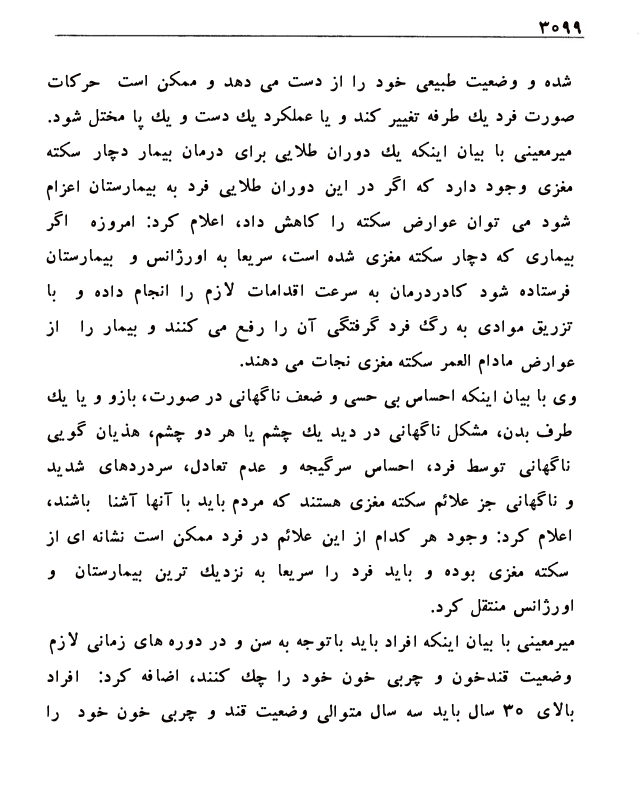 ۳۰۹۹
شده و وضعیت طبیعی خود را از دست می دهد و ممکن است حرکات
صورت فرد یك طرفه تغییر کند و یا عملکرد یك دست و یك پا مختل شود.
میرمعینی با بیان اینکه یك دوران طلایی برای درمان بیمار دچار سکته
مغزی وجود دارد که اگر در این دوران طلایی فرد به بیمارستان اعزام
شود می توان عوارض سکته را کاهش داد، اعلام کرد: امروزه اگر
بیماری که دچار سکته مغزی شده است، سریعا به اورژانس و بیمارستان
فرستاده شود کادردرمان به سرعت اقدامات لازم را انجام داده و با
تزریق موادی به رگ فرد گرفتگی آن را رفع می کنند و بیمار را از
عوارض مادام العمر سکته مغزی نجات می دهند.
وی با بیان اینکه احساس بی حسی و ضعف ناگهانی در صورت، بازو و یا یك
طرف بدن، مشکل ناگهانی در دید یك چشم یا هر دو چشم، هذیان گویی
ناگهانی توسط فرد، احساس سرگیجه و عدم تعادل، سردردهای شدید
و ناگهانی جز علائم سکته مغزی هستند که مردم باید با آنها آشنا باشند،
اعلام کرد: وجود هر کدام از این علائم در فرد ممکن است نشانه ای از
سکته مغزی بوده و باید فرد را سریعا به نزدیك ترین بیمارستان و
اورژانس منتقل کرد.
میرمعینی با بیان اینکه افراد باید باتوجه به سن و در دوره های زمانی لازم
وضعیت قندخون و چربی خون خود را چك کنند، اضافه کرد: افراد
بالای ۳۰ سال باید سه سال متوالی وضعیت قند و چربی خون خود را